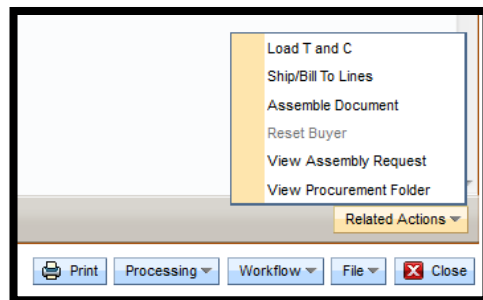 Load T and C
Ship/Bill To Lines
Assemble Document
Reset Buyer
View Assembly Request
View Procurement Folder
Related Actions
Print Processing Workflow File Close